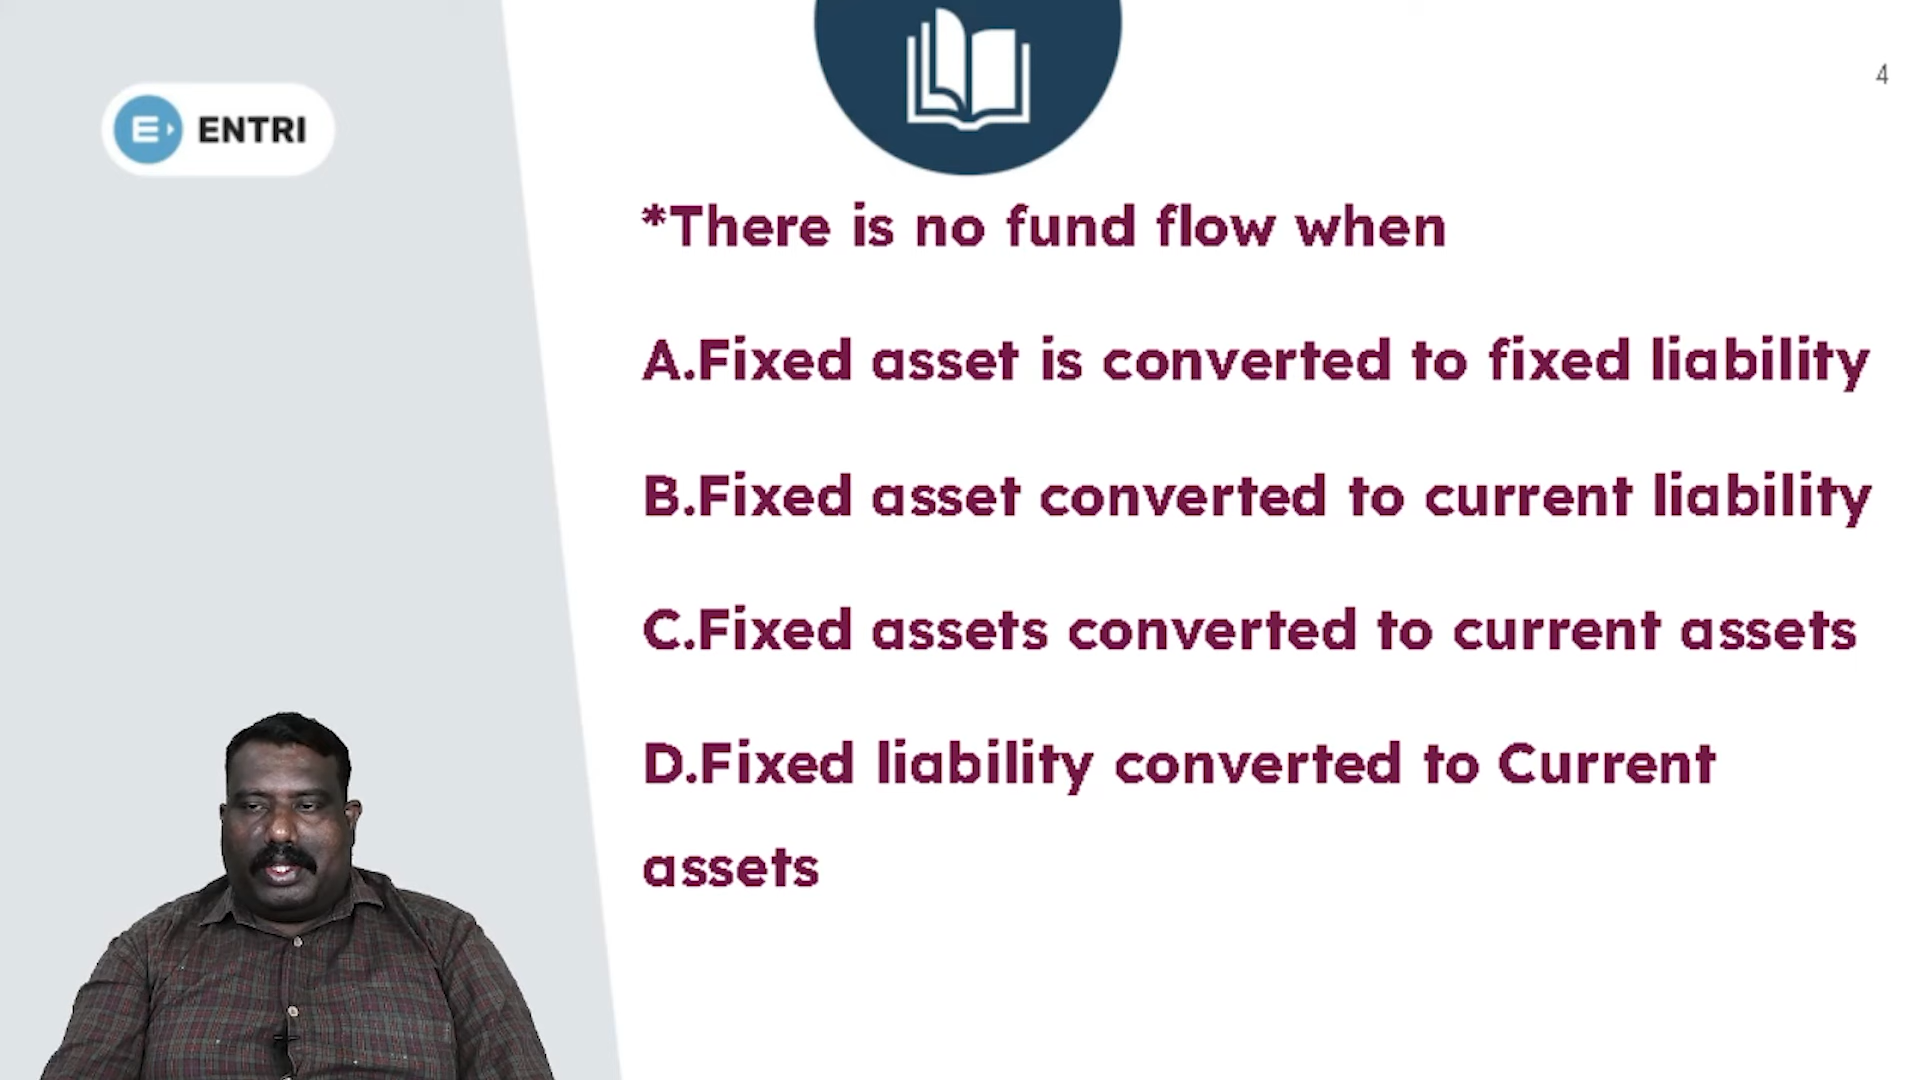 ENTRI
4
*There is no fund flow when
A.Fixed asset is converted to fixed liability
B.Fixed asset converted to current liability
C.Fixed assets converted to current assets
D.Fixed liability converted to Current
assets